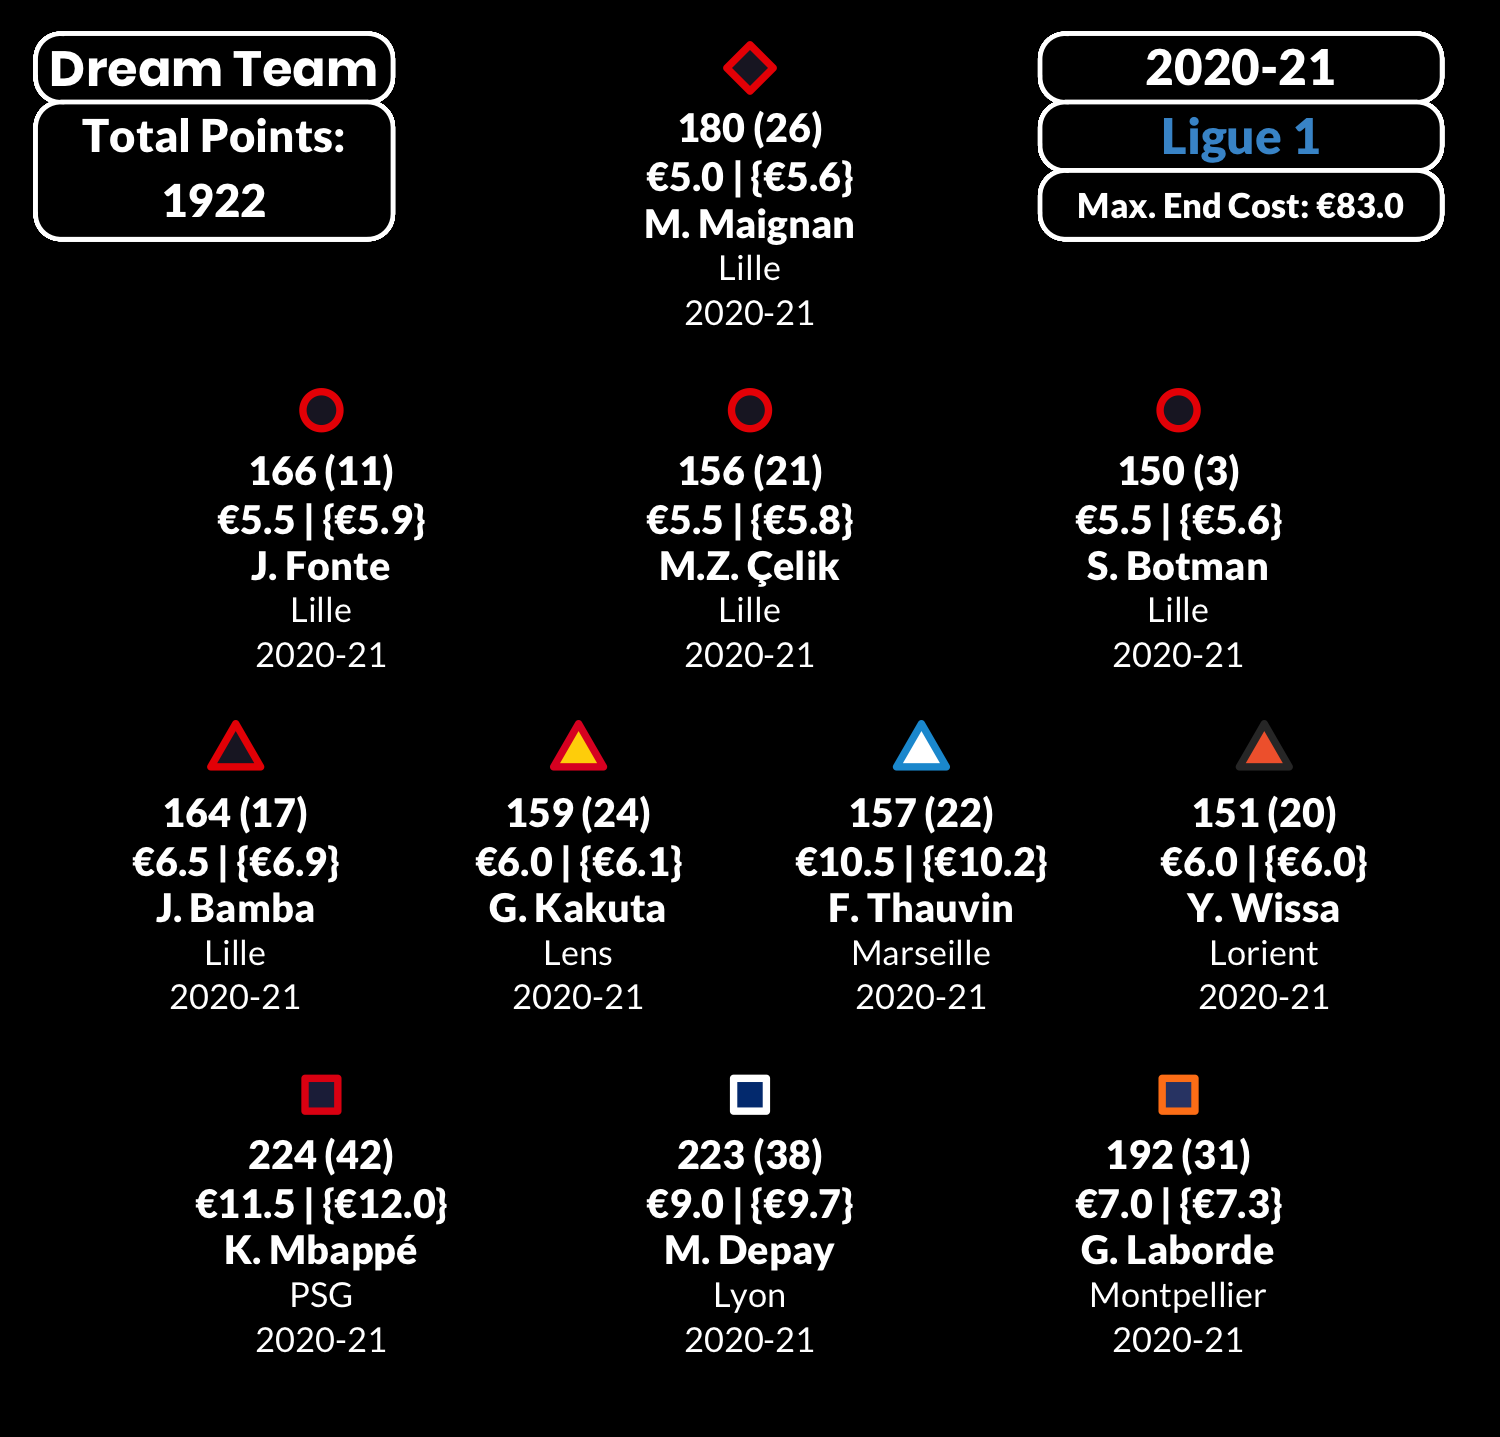 Dream Team
Total Points:
1922
2020-21
Ligue 1
Max. End Cost: €83.0
180 (26)
€5.0 | {€5.6}
M. Maignan
Lille
2020-21
166 (11)
€5.5 | {€5.9}
J. Fonte
Lille
2020-21
156 (21)
€5.5 | {€5.8}
M.Z. Çelik
Lille
2020-21
150 (3)
€5.5 | {€5.6}
S. Botman
Lille
2020-21
164 (17)
€6.5 | {€6.9}
J. Bamba
Lille
2020-21
159 (24)
€6.0 | {€6.1}
G. Kakuta
Lens
2020-21
157 (22)
€10.5 | {€10.2}
F. Thauvin
Marseille
2020-21
151 (20)
€6.0 | {€6.0}
Y. Wissa
Lorient
2020-21
224 (42)
€11.5 | {€12.0}
K. Mbappé
PSG
2020-21
223 (38)
€9.0 | {€9.7}
M. Depay
Lyon
2020-21
192 (31)
€7.0 | {€7.3}
G. Laborde
Montpellier
2020-21